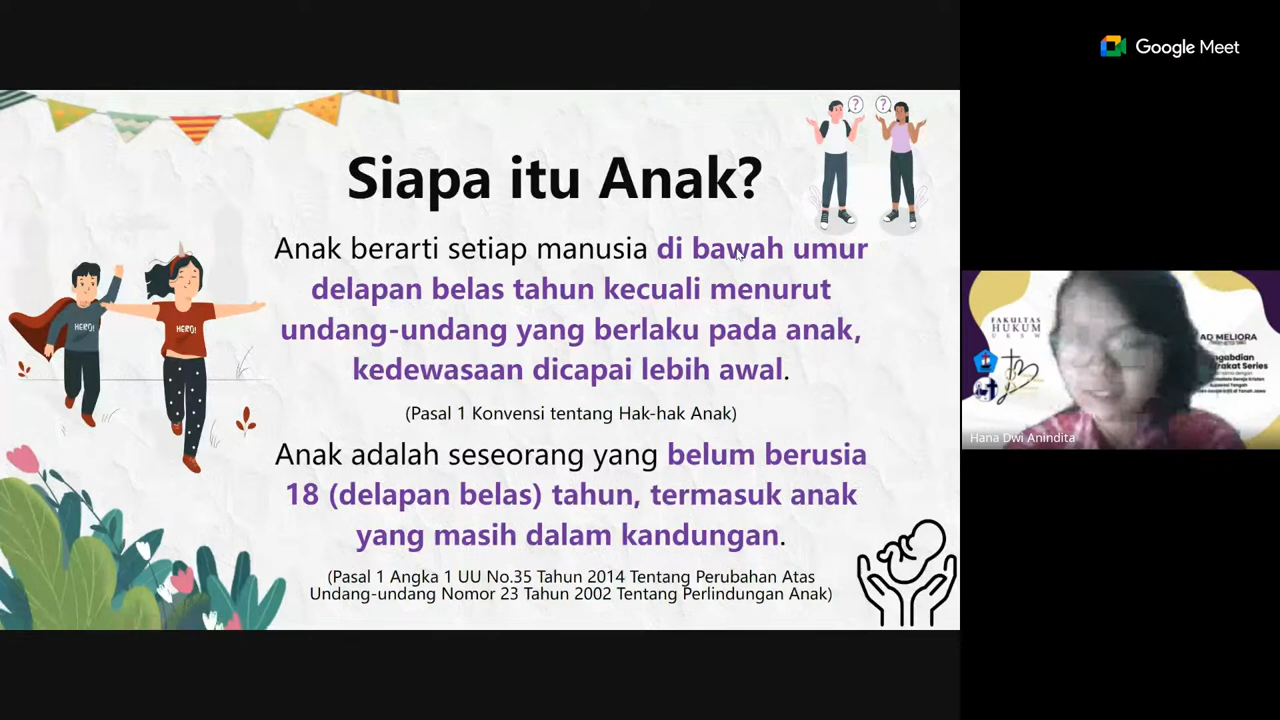 Google Meet
Siapa itu Anak?
Anak berarti setiap manusia di bawah umur
delapan belas tahun kecuali menurut
undang-undang yang berlaku pada anak,
kedewasaan dicapai lebih awal.
(Pasal 1 Konvensi tentang Hak-hak Anak)
Anak adalah seseorang yang belum berusia
18 (delapan belas) tahun, termasuk anak
yang masih dalam kandungan.
(Pasal 1 Angka 1 UU No.35 Tahun 2014 Tentang Perubahan Atas
Undang-undang Nomor 23 Tahun 2002 Tentang Perlindungan Anak)
HERO!
HERO!
?
?
FAKULTAS
HUKUM
UKSW
AD MELIORA
Series
Hana Dwi Anindita